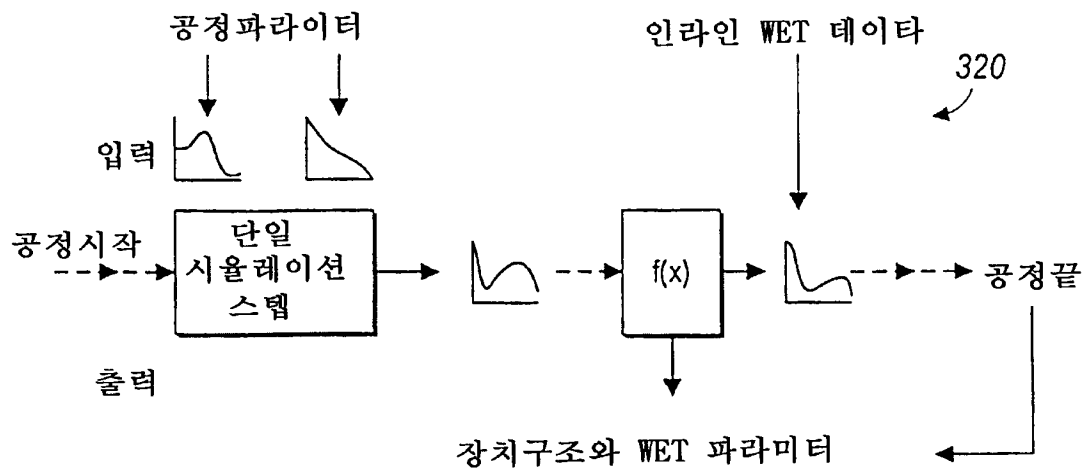 공정파라이터
인라인 WET 데이타
320
입력
공정시작
단일
시율레이션
스텝
f(x)
공정끝
출력
장치구조와 WET 파라미터